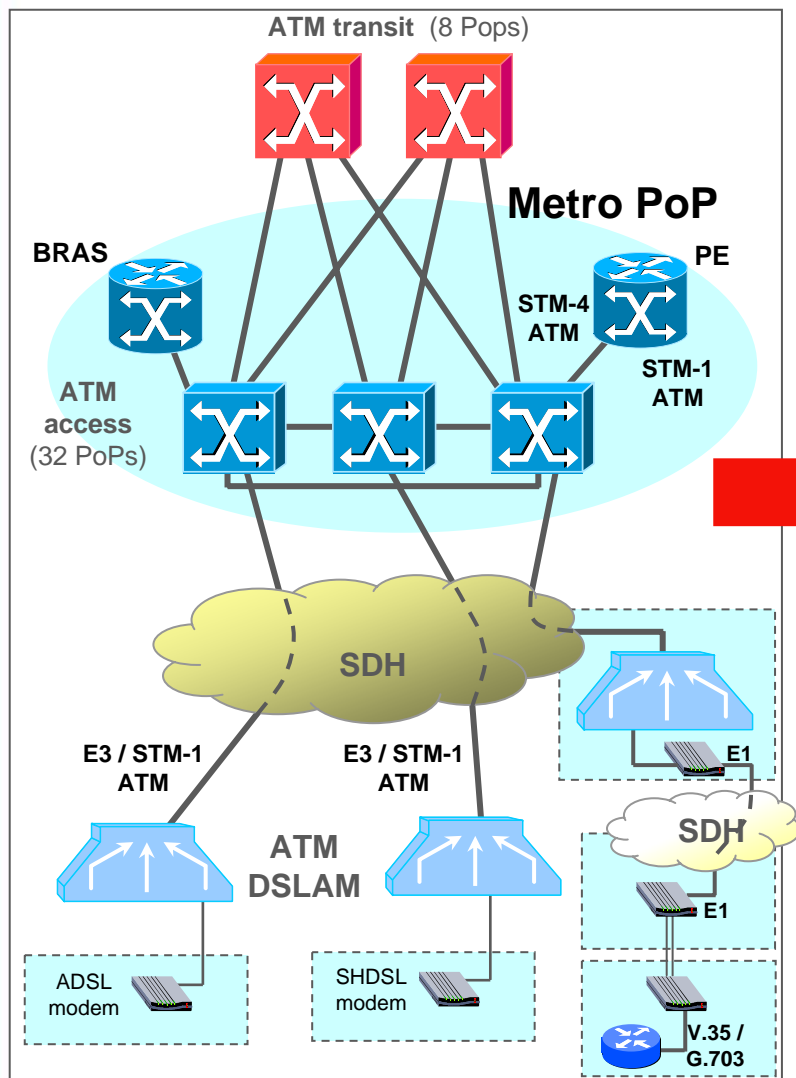 ATM transit (8 Pops)
Metro PoP
BRAS
PE
STM-4
ATM
STM-1
ATM
ATM
access
(32 PoPs)
SDH
E3 / STM-1
ATM
E3 / STM-1
ATM
E1
SDH
ATM
DSLAM
E1
ADSL
modem
SHDSL
modem
V.35 /
G.703